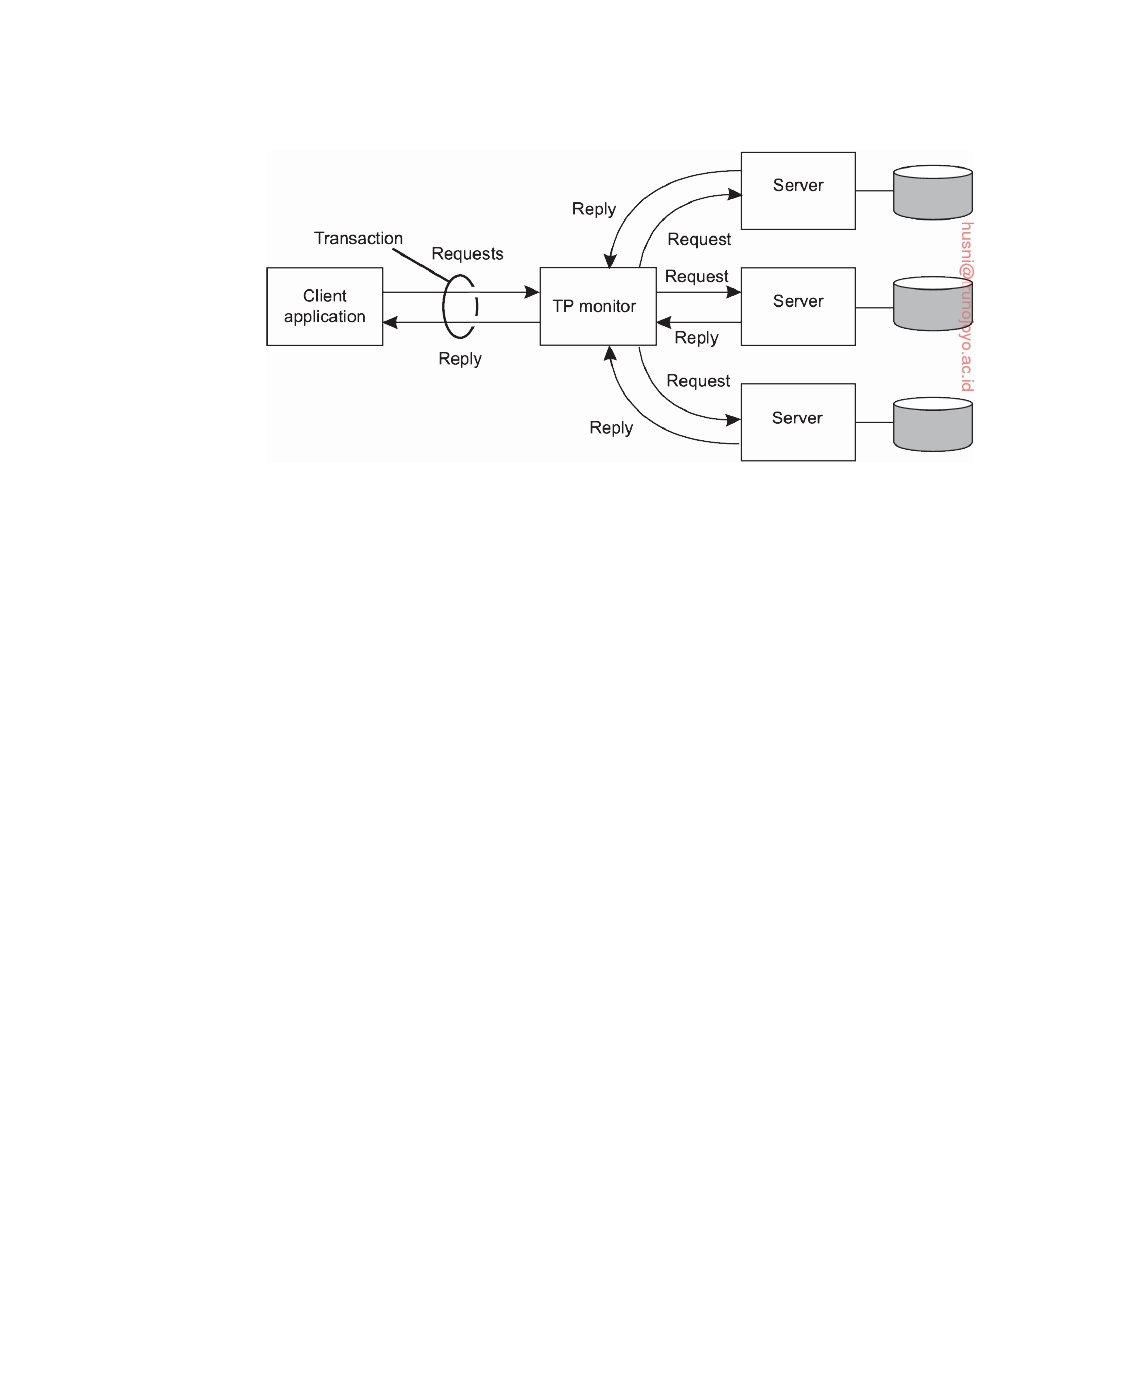 Server
Reply
Request
Transaction
Requests
Client
application
TP monitor
Request
Server
Reply
Reply
Request
Server
Reply